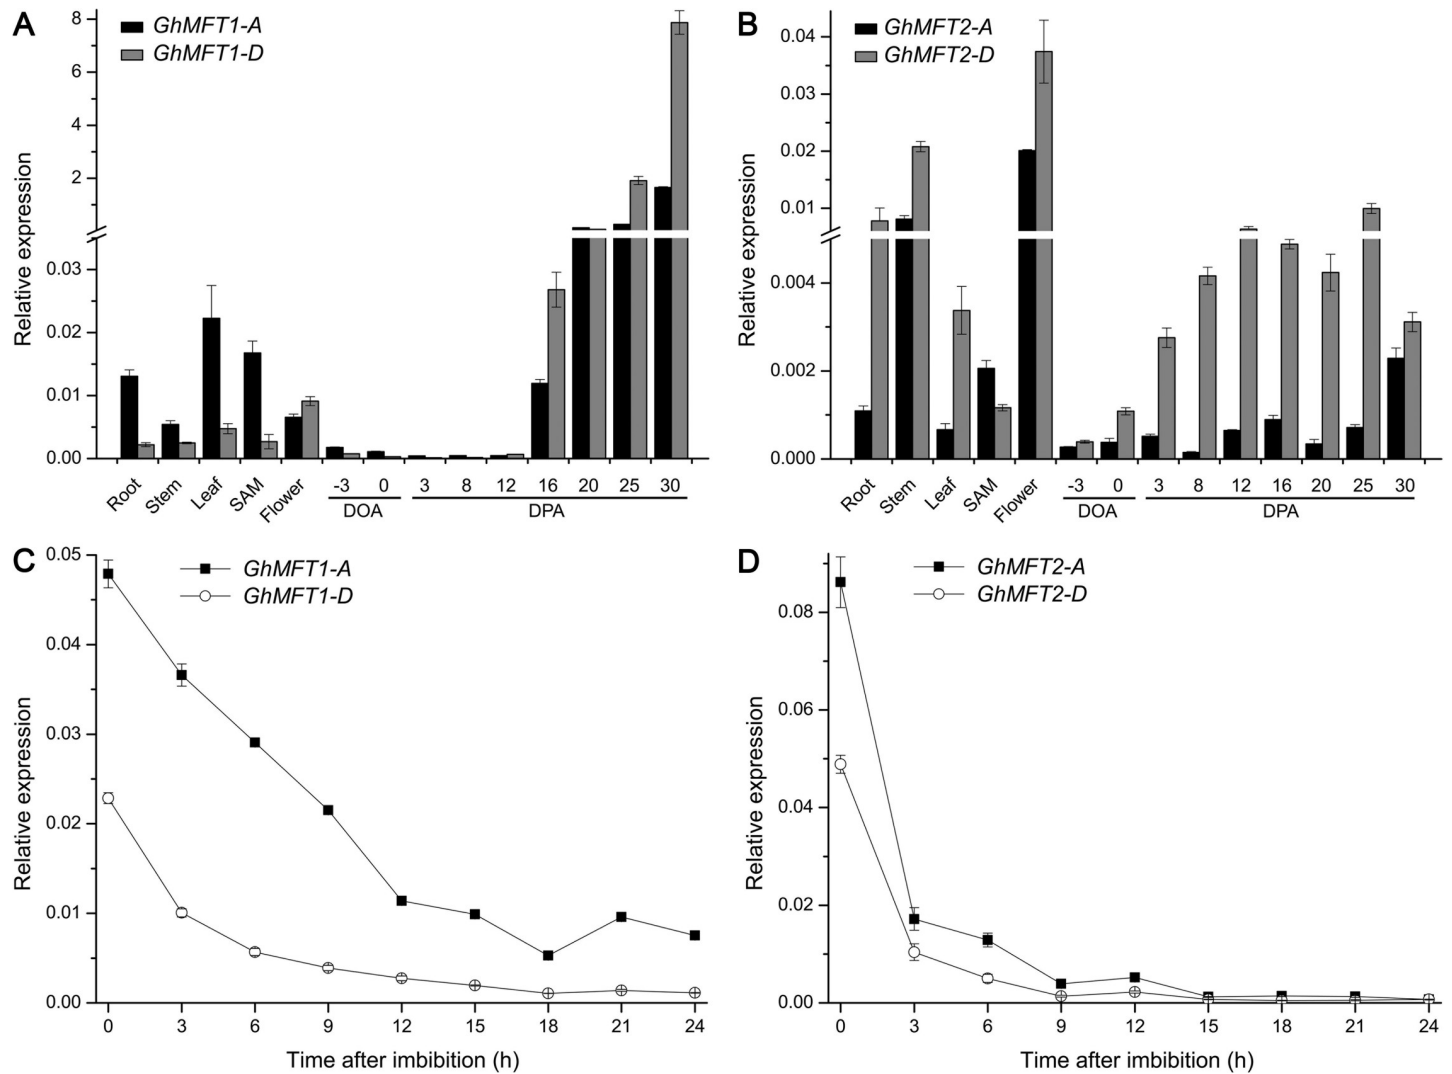 A
GhMFT1-A
GhMFT1-D
Relative expression
8
6
4
2
0.03
0.02
0.01
0.00
Root Stem Leaf SAM Flower -3 0 3 8 12 16 20 25 30
DOA DPA
B
GhMFT2-A
GhMFT2-D
Relative expression
0.04
0.03
0.02
0.01
0.004
0.002
0.000
Root Stem Leaf SAM Flower -3 0 3 8 12 16 20 25 30
DOA DPA
C
GhMFT1-A
GhMFT1-D
Relative expression
0.05
0.04
0.03
0.02
0.01
0.00
0 3 6 9 12 15 18 21 24
Time after imbibition (h)
D
GhMFT2-A
GhMFT2-D
Relative expression
0.08
0.06
0.04
0.02
0.00
0 3 6 9 12 15 18 21 24
Time after imbibition (h)